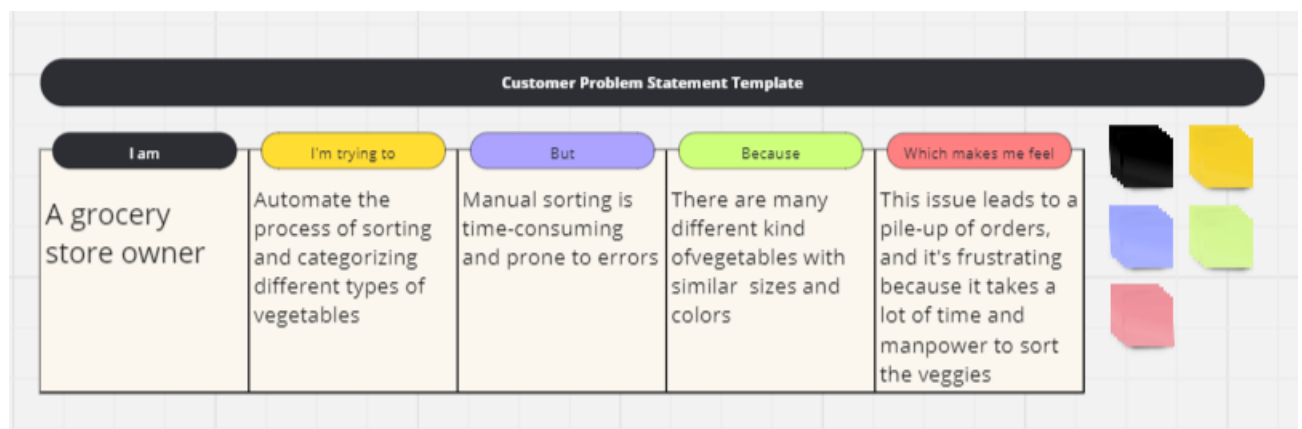 Customer Problem Statement Template
I am
I'm trying to
But
Because
Which makes me feel
A grocery
store owner
Automate the
process of sorting
and categorizing
different types of
vegetables
Manual sorting is
time-consuming
and prone to errors
There are many
different kind
ofvegetables with
similar sizes and
colors
This issue leads to a
pile-up of orders,
and it's frustrating
because it takes a
lot of time and
manpower to sort
the veggies